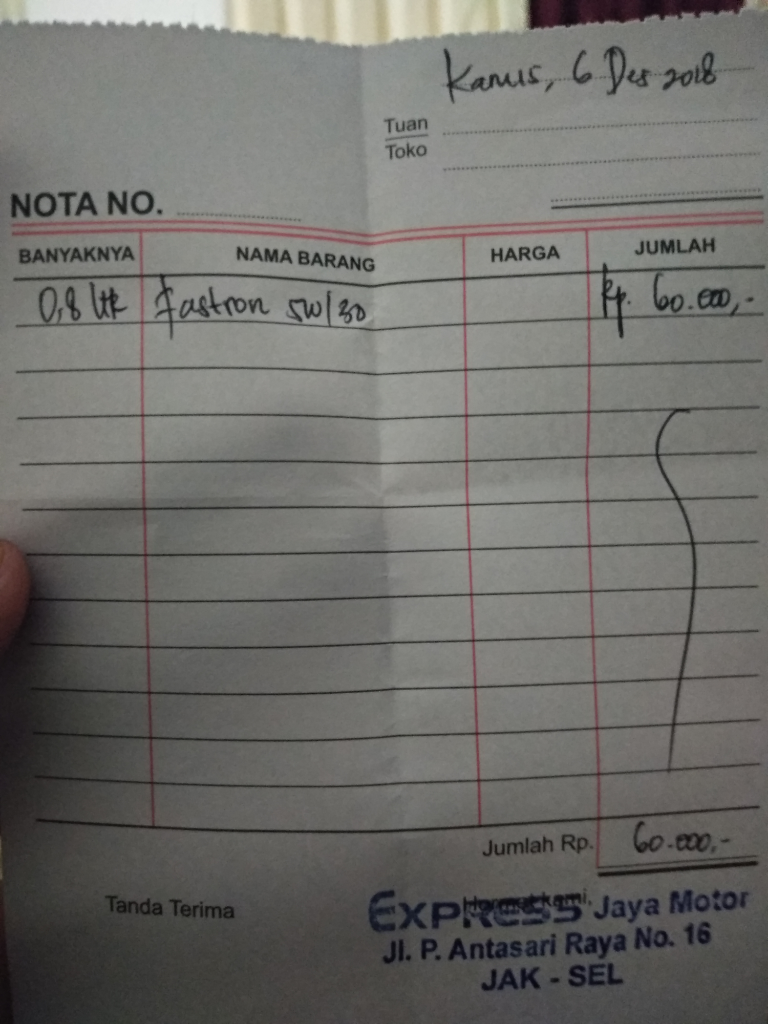 Kamis, 6 Des 2018
Tuan
Toko
NOTA NO.
BANYAKNYA NAMA BARANG HARGA JUMLAH
0,8 ltr fastron 5W/30 Rp. 60.000,-
Jumlah Rp. 60.000,-
Tanda Terima Hormat kami,
EXPRESS Jaya Motor
Jl. P. Antasari Raya No. 16
JAK - SEL